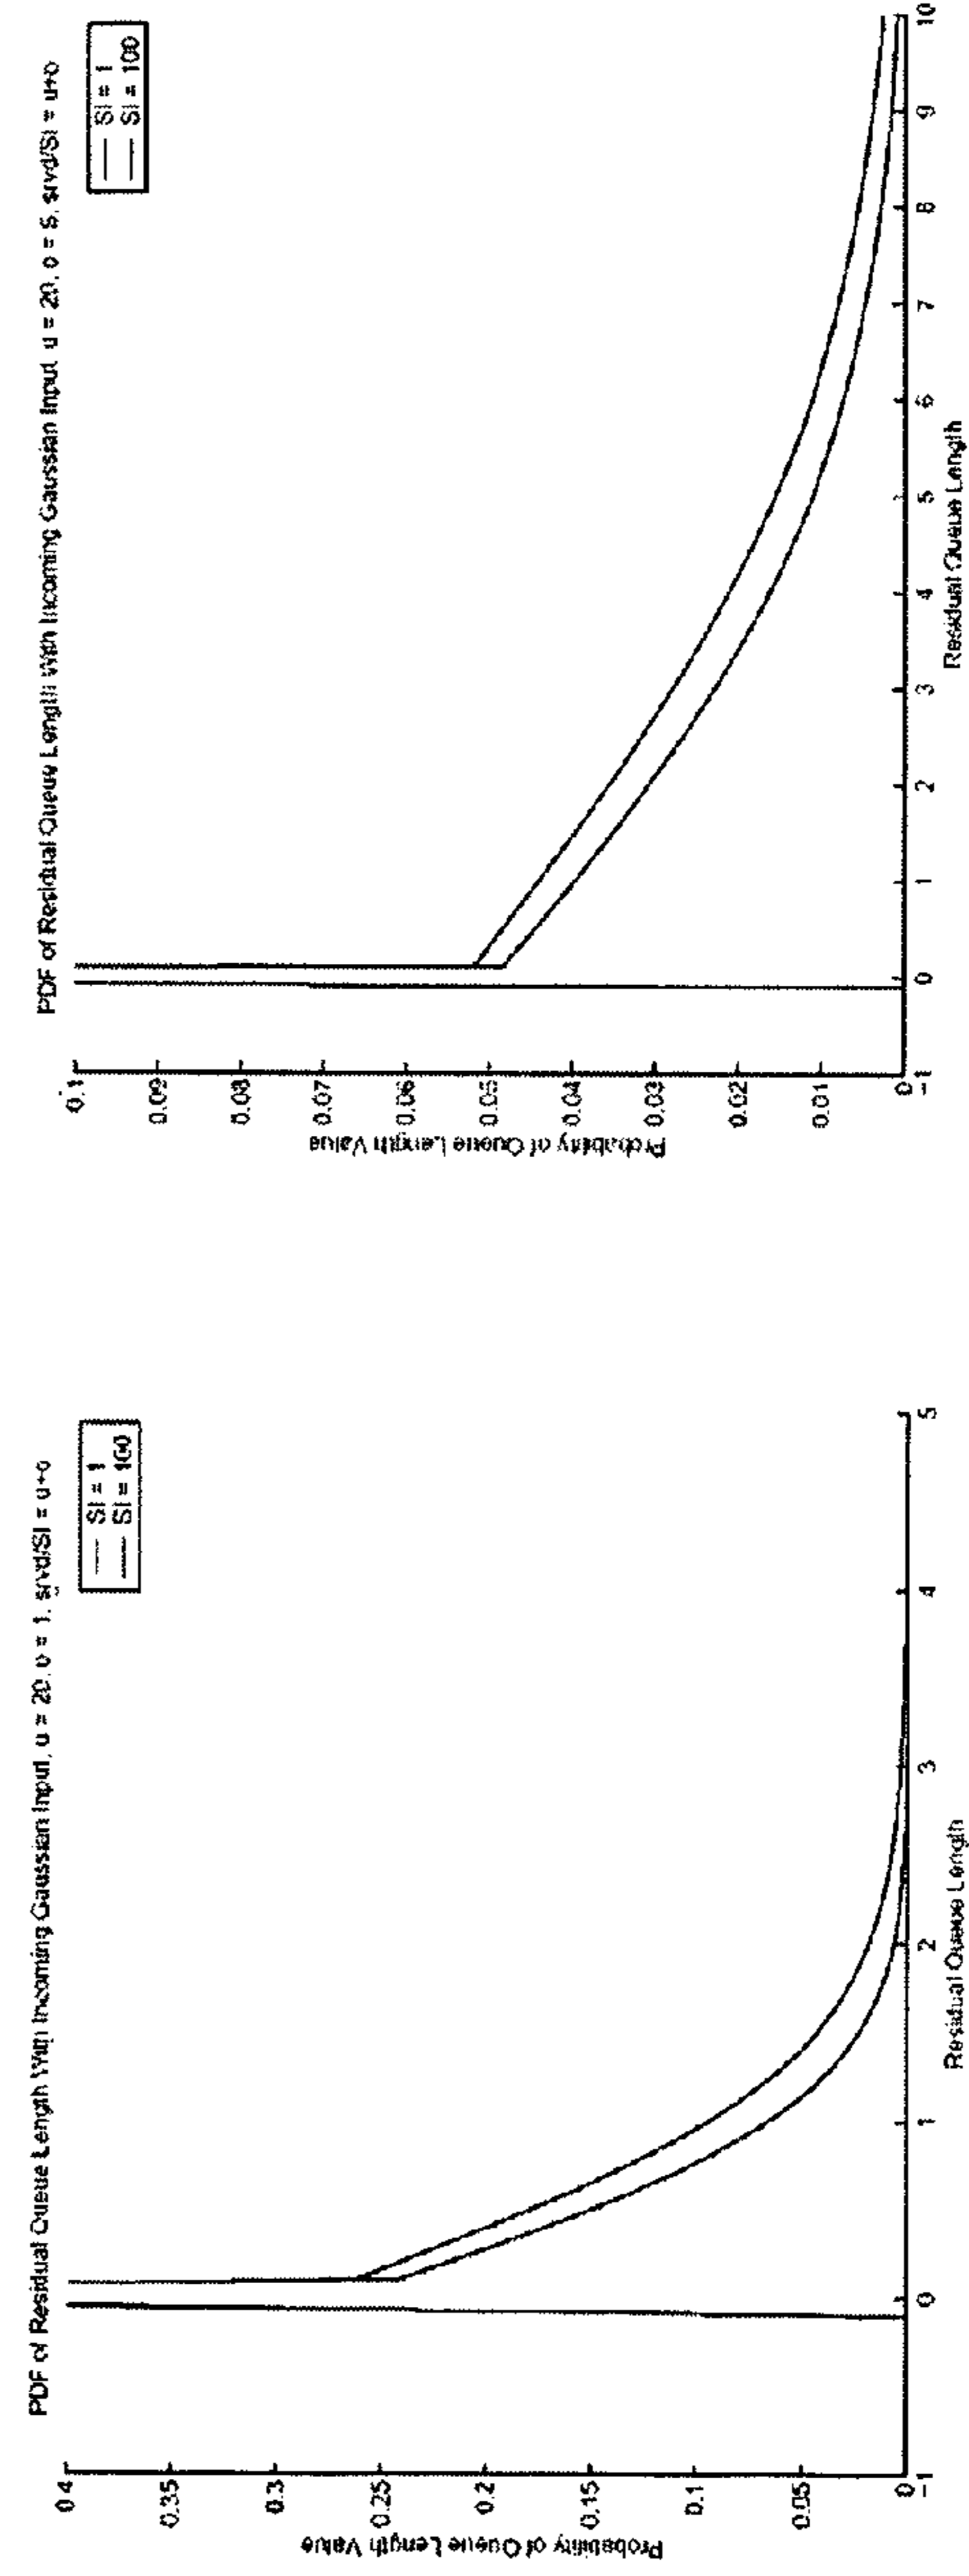 PDF of Residual Queue Length With Incoming Gaussian Input, u = 20, o = 1, srvd/SI = u+o
SI = 1
SI = 100
0.4
0.35
0.3
0.25
0.2
0.15
0.1
0.05
0
Probability of Queue Length Value
-1 0 1 2 3 4 5
Residual Queue Length
PDF of Residual Queue Length With Incoming Gaussian Input, u = 20, o = 5, srvd/SI = u+o
SI = 1
SI = 100
0.1
0.09
0.08
0.07
0.06
0.05
0.04
0.03
0.02
0.01
0
Probability of Queue Length Value
-1 0 1 2 3 4 5 6 7 8 9 10
Residual Queue Length